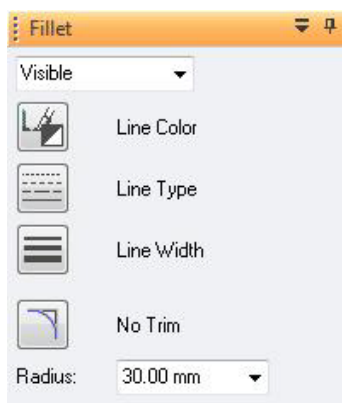 Fillet
Visible
Line Color
Line Type
Line Width
No Trim
Radius: 30.00 mm